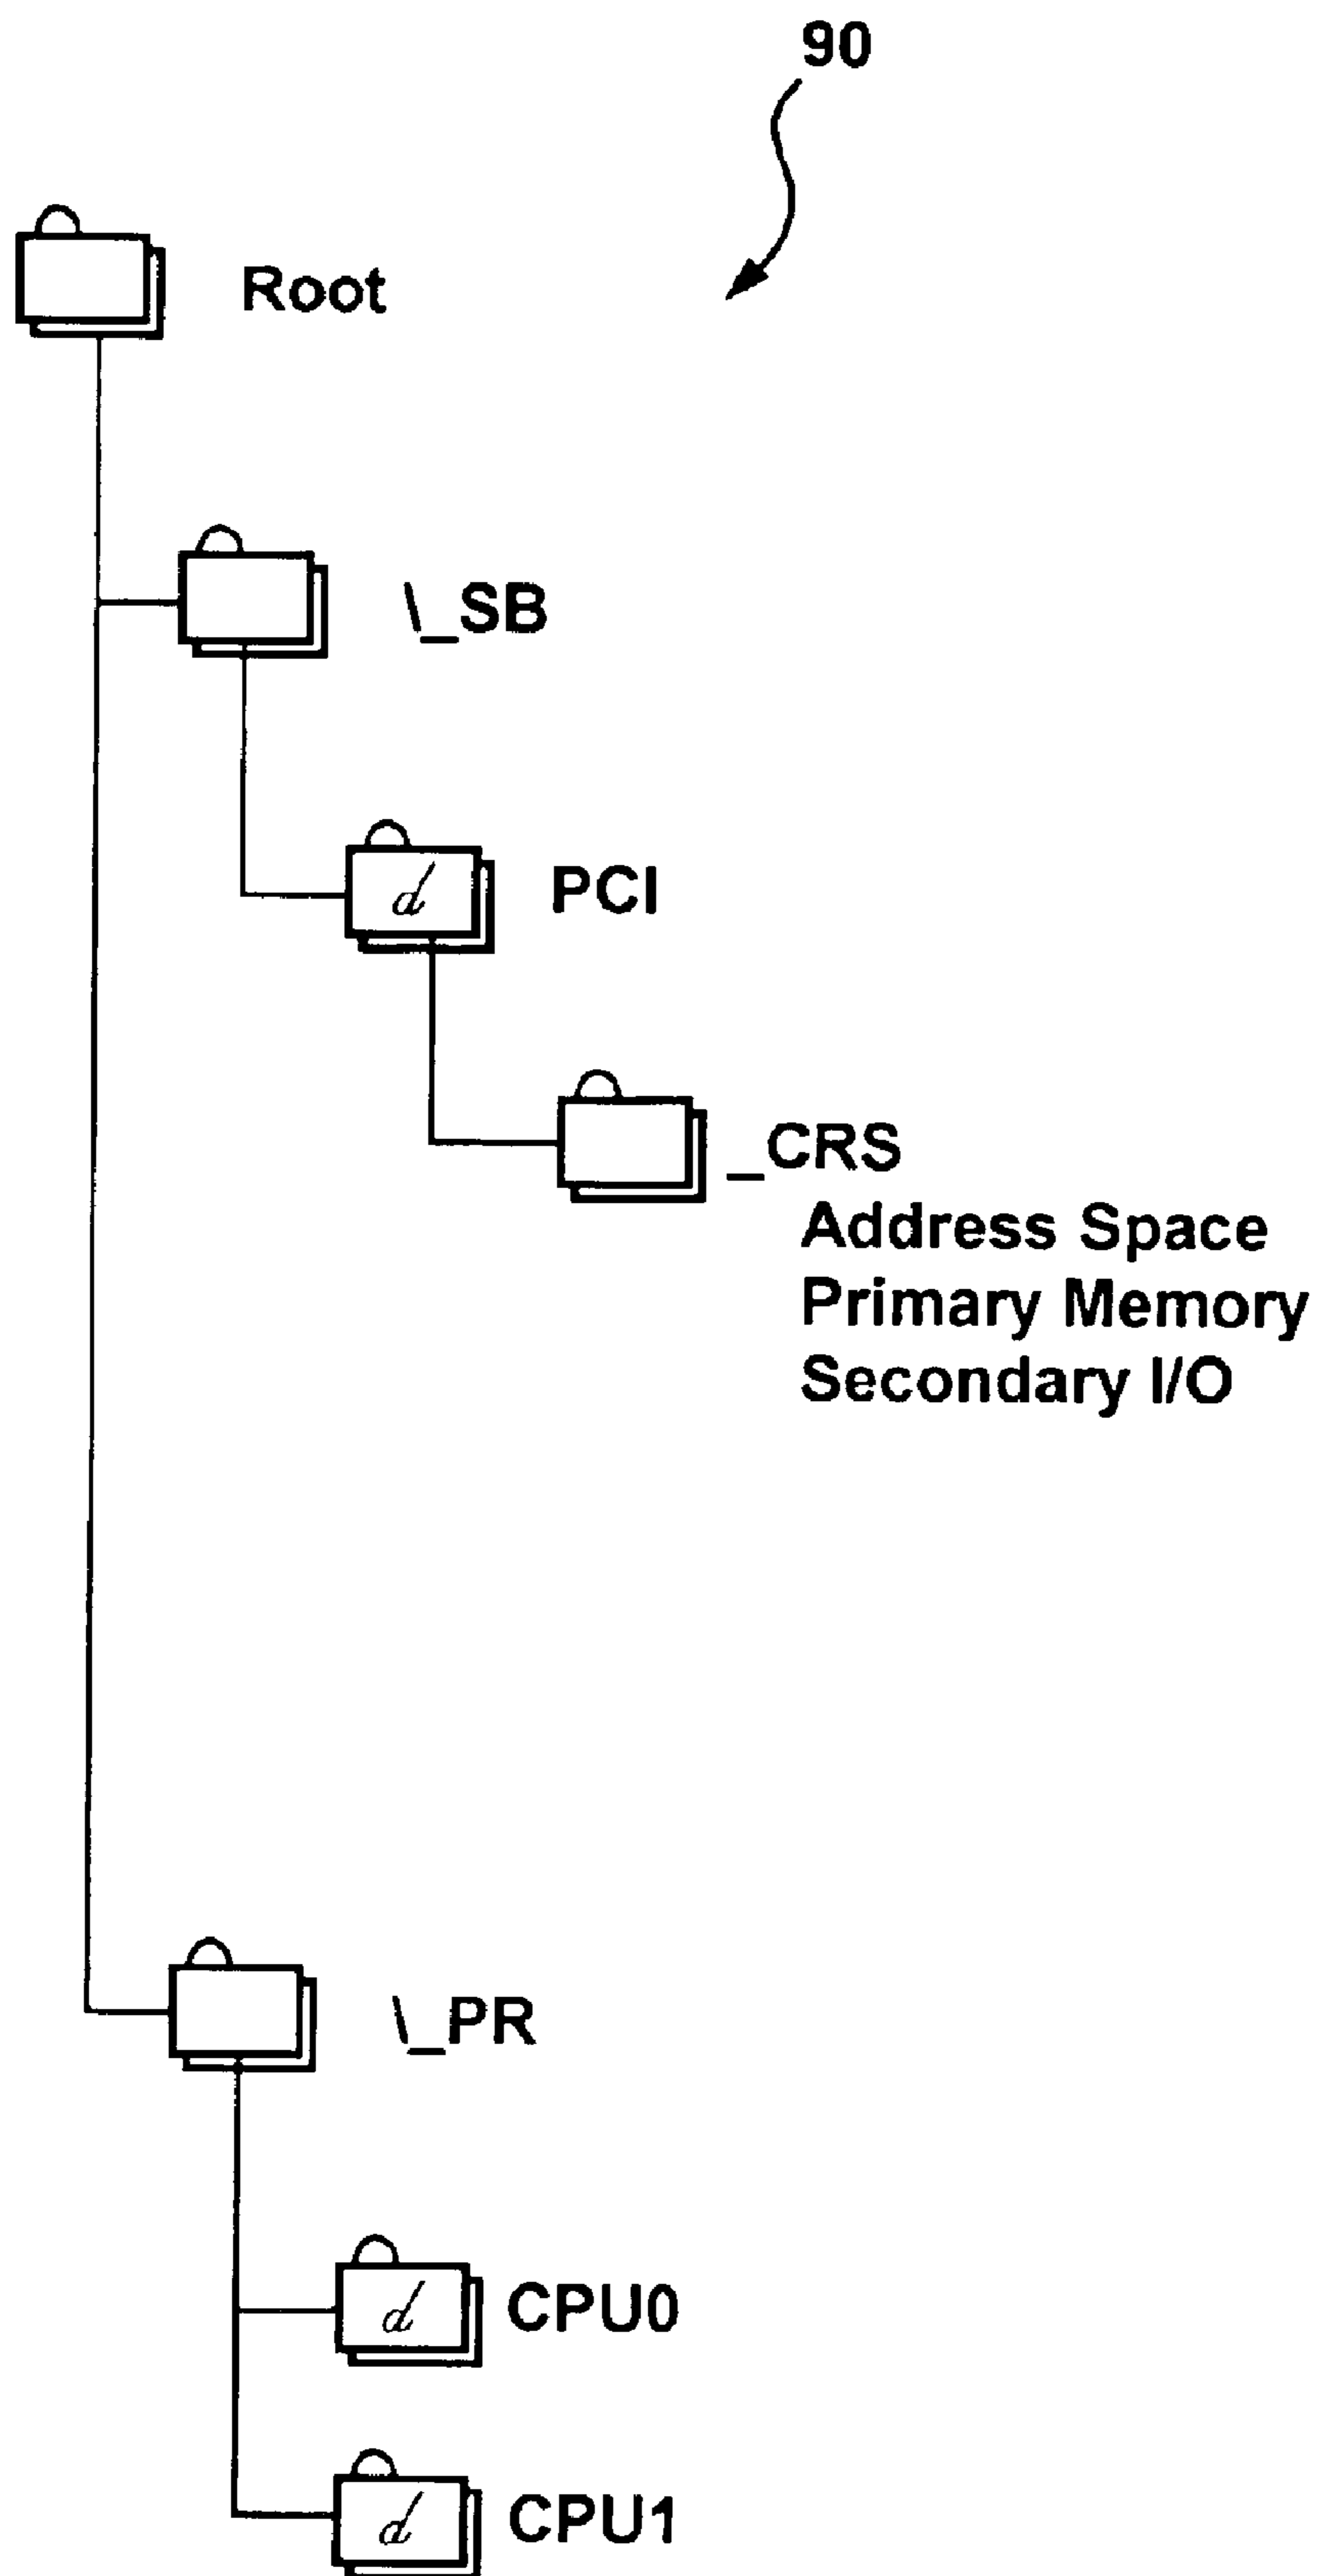 90
Root
\_SB
d
PCI
_CRS
Address Space
Primary Memory
Secondary I/O
\_PR
d
CPU0
d
CPU1